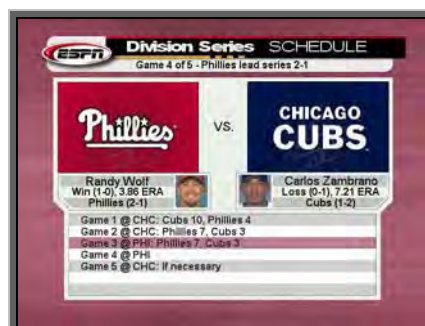 ESPN Division Series SCHEDULE
Game 4 of 5 - Phillies lead series 2-1
Phillies
VS.
CHICAGO
CUBS
Randy Wolf
Win (1-0), 3.86 ERA
Phillies (2-1)
Carlos Zambrano
Loss (0-1), 7.21 ERA
Cubs (1-2)
Game 1 @ CHC: Cubs 10, Phillies 4
Game 2 @ CHC: Phillies 7, Cubs 3
Game 3 @ PHI: Phillies 7, Cubs 3
Game 4 @ PHI
Game 5 @ CHC: If necessary